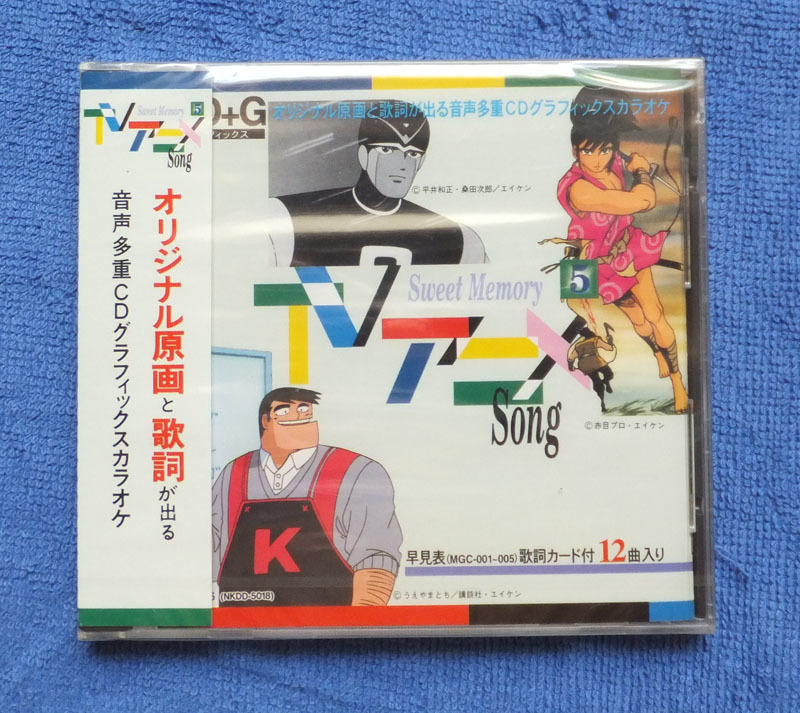 Sweet Memory 5
TVアニメ
Song
オリジナル原画と歌詞が出る
音声多重CDグラフィックスカラオケ
D+G
フィックス
オリジナル原画と歌詞が出る音声多重CDグラフィックスカラオケ
©平井和正・桑田次郎/エイケン
Sweet Memory 5
TVアニメ
Song
©赤目プロ・エイケン
K
早見表(MGC-001~005)歌詞カード付12曲入り
(NKDD-5018)
©うえやまとち/講談社・エイケン